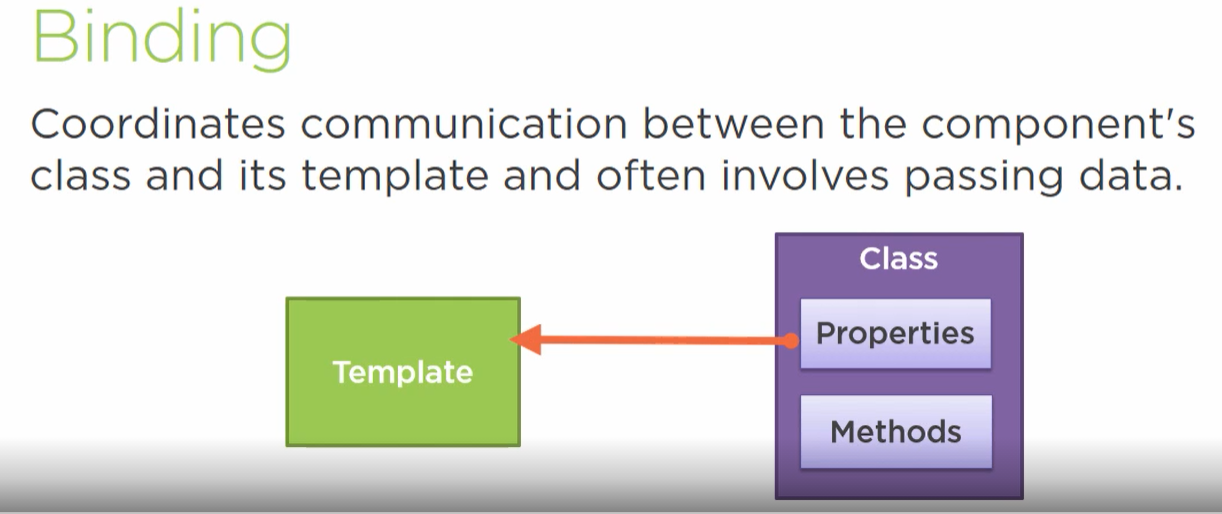 Binding
Coordinates communication between the component's
class and its template and often involves passing data.
Class
Properties
Template
Methods